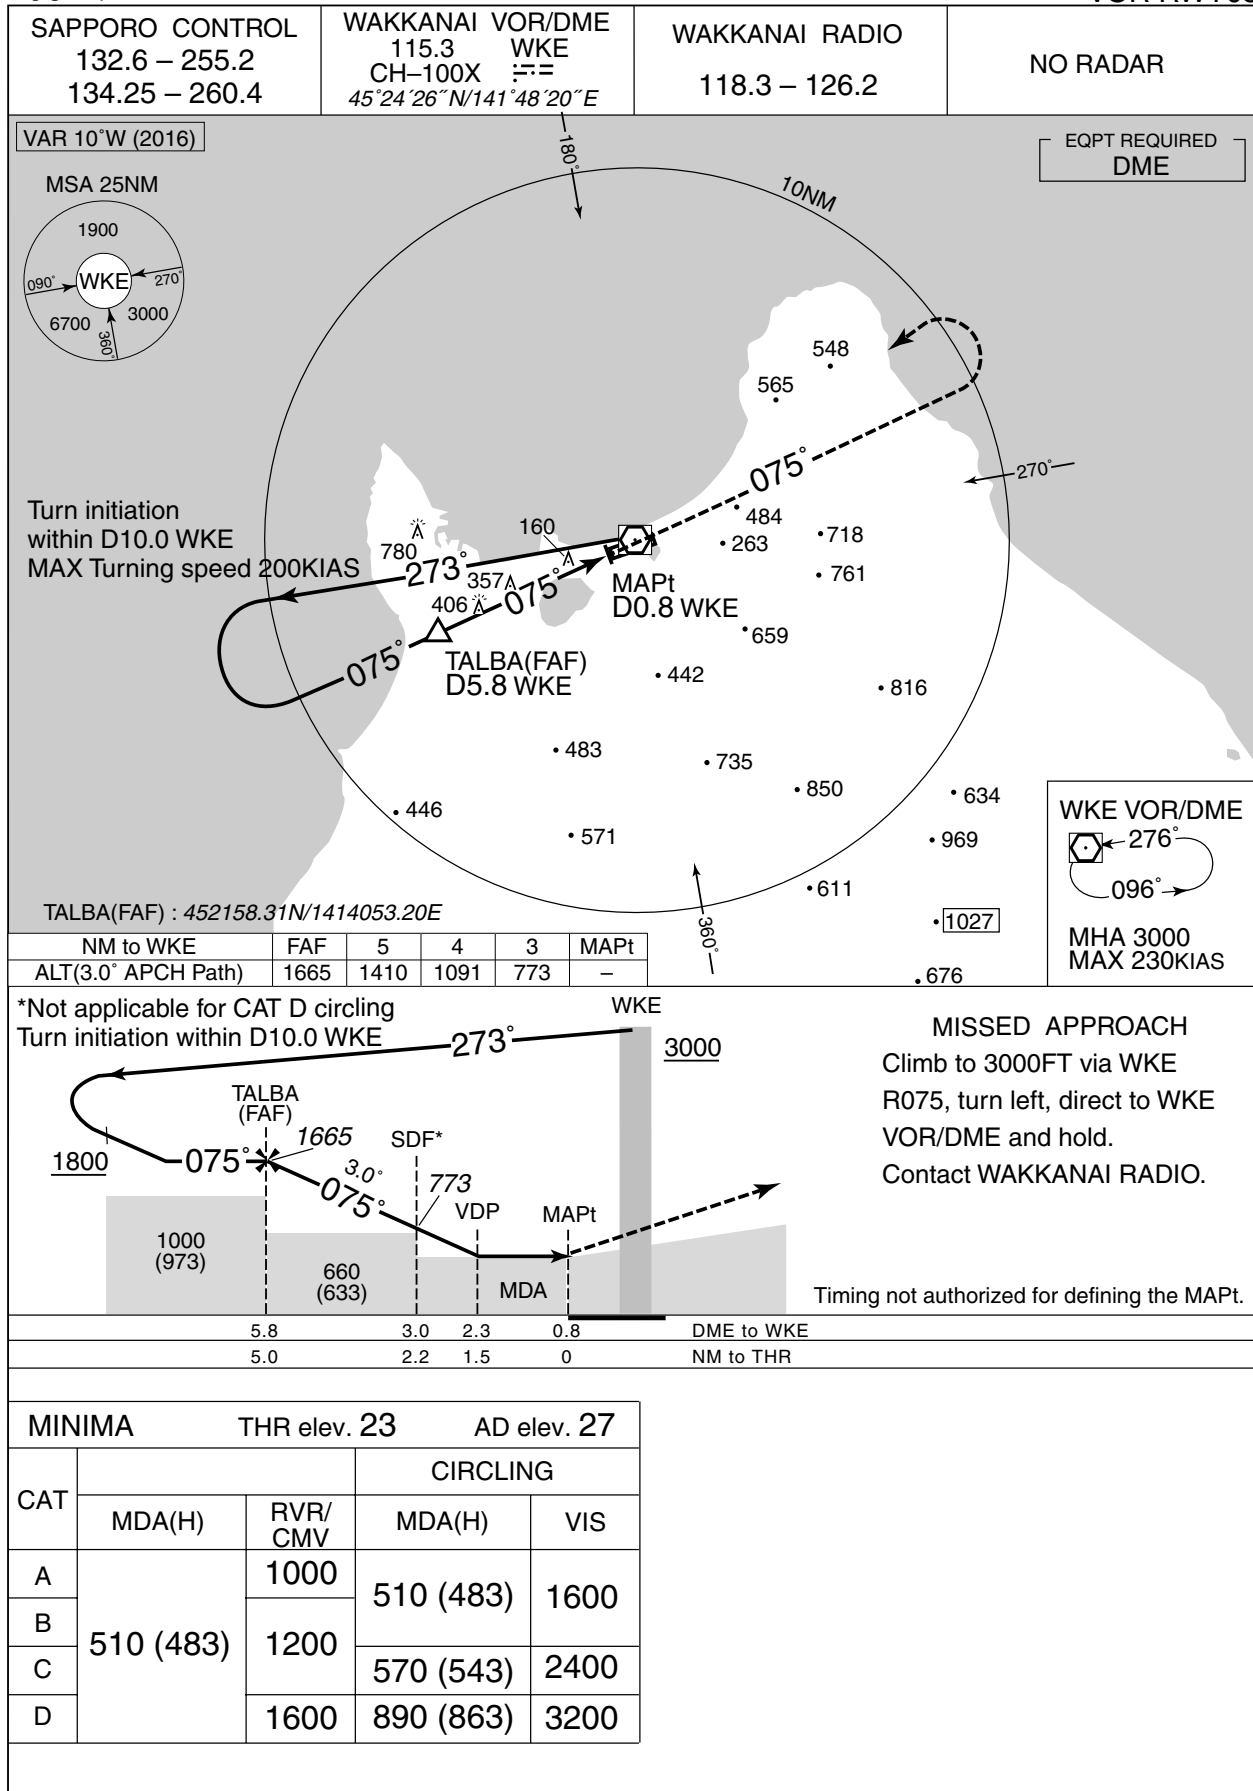 SAPPORO CONTROL
132.6 – 255.2
134.25 – 260.4
WAKKANAI VOR/DME
115.3 WKE
CH–100X
45°24´26˝N/141°48´20˝E
WAKKANAI RADIO
118.3 – 126.2
NO RADAR
VAR 10°W (2016)
EQPT REQUIRED
DME
MSA 25NM
1900
090°
WKE
270°
6700
3000
360°
180°
10NM
548
565
075°
270°
Turn initiation
within D10.0 WKE
MAX Turning speed 200KIAS
780
160
484
263
718
273°
357
406
075°
MAPt
D0.8 WKE
761
659
075°
TALBA(FAF)
D5.8 WKE
442
816
483
735
850
634
446
571
969
611
1027
676
360°
WKE VOR/DME
276°
096°
MHA 3000
MAX 230KIAS
TALBA(FAF) : 452158.31N/1414053.20E
NM to WKE FAF 5 4 3 MAPt
ALT(3.0° APCH Path) 1665 1410 1091 773 –
*Not applicable for CAT D circling
Turn initiation within D10.0 WKE
273°
WKE
3000
TALBA
(FAF)
1665
SDF*
1800
075°
3.0°
075°
773
VDP
MAPt
1000
(973)
660
(633)
MDA
MISSED APPROACH
Climb to 3000FT via WKE
R075, turn left, direct to WKE
VOR/DME and hold.
Contact WAKKANAI RADIO.
Timing not authorized for defining the MAPt.
5.8 3.0 2.3 0.8 DME to WKE
5.0 2.2 1.5 0 NM to THR
MINIMA THR elev. 23 AD elev. 27
CAT
CIRCLING
MDA(H) RVR/CMV MDA(H) VIS
A 510 (483) 1000 510 (483) 1600
B 1200
C 570 (543) 2400
D 1600 890 (863) 3200